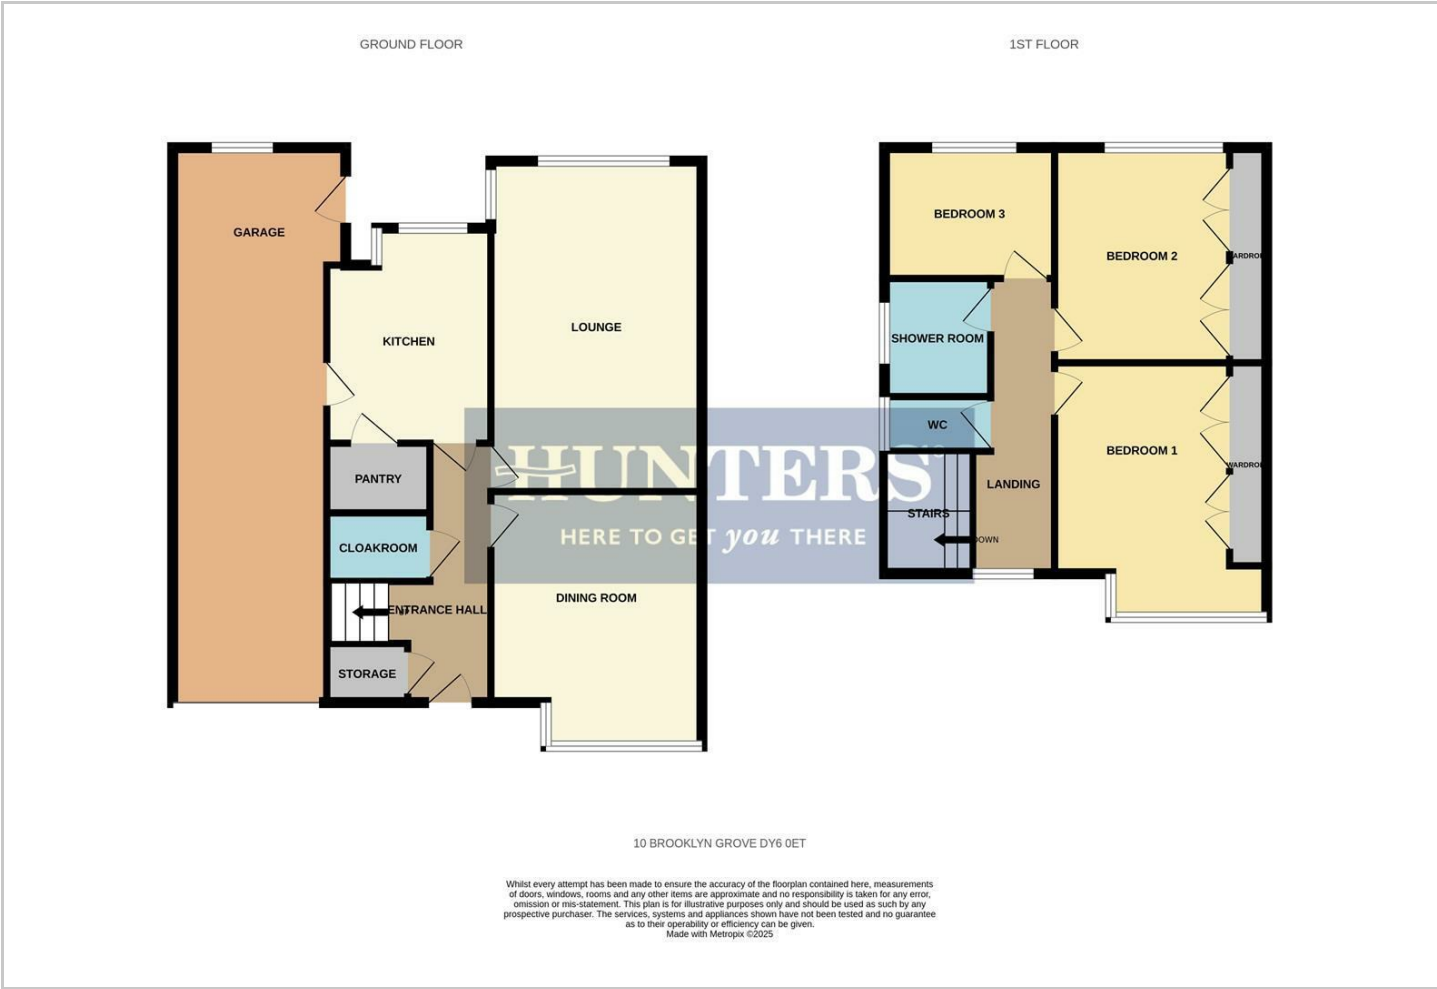 GROUND FLOOR
1ST FLOOR
GARAGE
KITCHEN
LOUNGE
PANTRY
CLOAKROOM
ENTRANCE HALL
STORAGE
DINING ROOM
BEDROOM 3
BEDROOM 2
SHOWER ROOM
WC
BEDROOM 1
LANDING
STAIRS
DOWN
HUNTERS
HERE TO GET you THERE
10 BROOKLYN GROVE DY6 0ET
Whilst every attempt has been made to ensure the accuracy of the floorplan contained here, measurements
of doors, windows, rooms and any other items are approximate and no responsibility is taken for any error,
omission or mis-statement. This plan is for illustrative purposes only and should be used as such by any
prospective purchaser. The services, systems and appliances shown have not been tested and no guarantee
as to their operability or efficiency can be given.
Made with Metropix ©2025